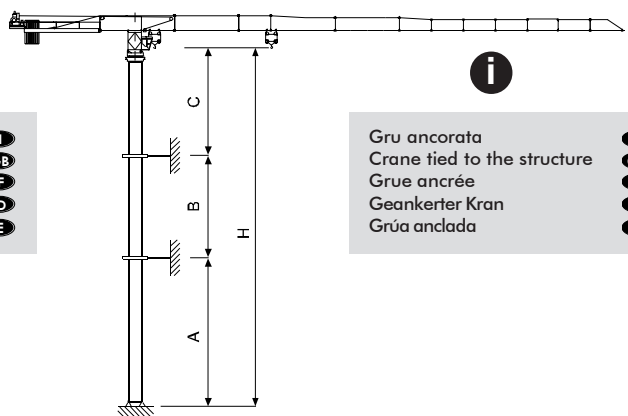 C
B
H
A
i
Gru ancorata
Crane tied to the structure
Grue ancrée
Geankerter Kran
Grúa anclada